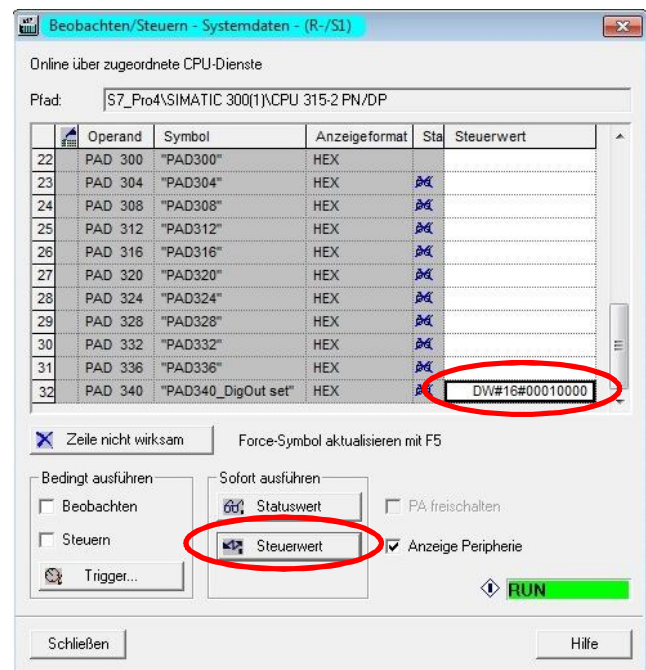 Beobachten/Steuern - Systemdaten - (R-/S1)
Online über zugeordnete CPU-Dienste
Pfad: S7_Pro4\SIMATIC 300(1)\CPU 315-2 PN/DP
Operand Symbol Anzeigeformat Sta Steuerwert
22 PAD 300 "PAD300" HEX
23 PAD 304 "PAD304" HEX
24 PAD 308 "PAD308" HEX
25 PAD 312 "PAD312" HEX
26 PAD 316 "PAD316" HEX
27 PAD 320 "PAD320" HEX
28 PAD 324 "PAD324" HEX
29 PAD 328 "PAD328" HEX
30 PAD 332 "PAD332" HEX
31 PAD 336 "PAD336" HEX
32 PAD 340 "PAD340_DigOut set" HEX DW#16#00010000
Zeile nicht wirksam Force-Symbol aktualisieren mit F5
Bedingt ausführen Sofort ausführen
Beobachten Statuswert PA freischalten
Steuern Steuerwert Anzeige Peripherie
Trigger...
RUN
Schließen Hilfe